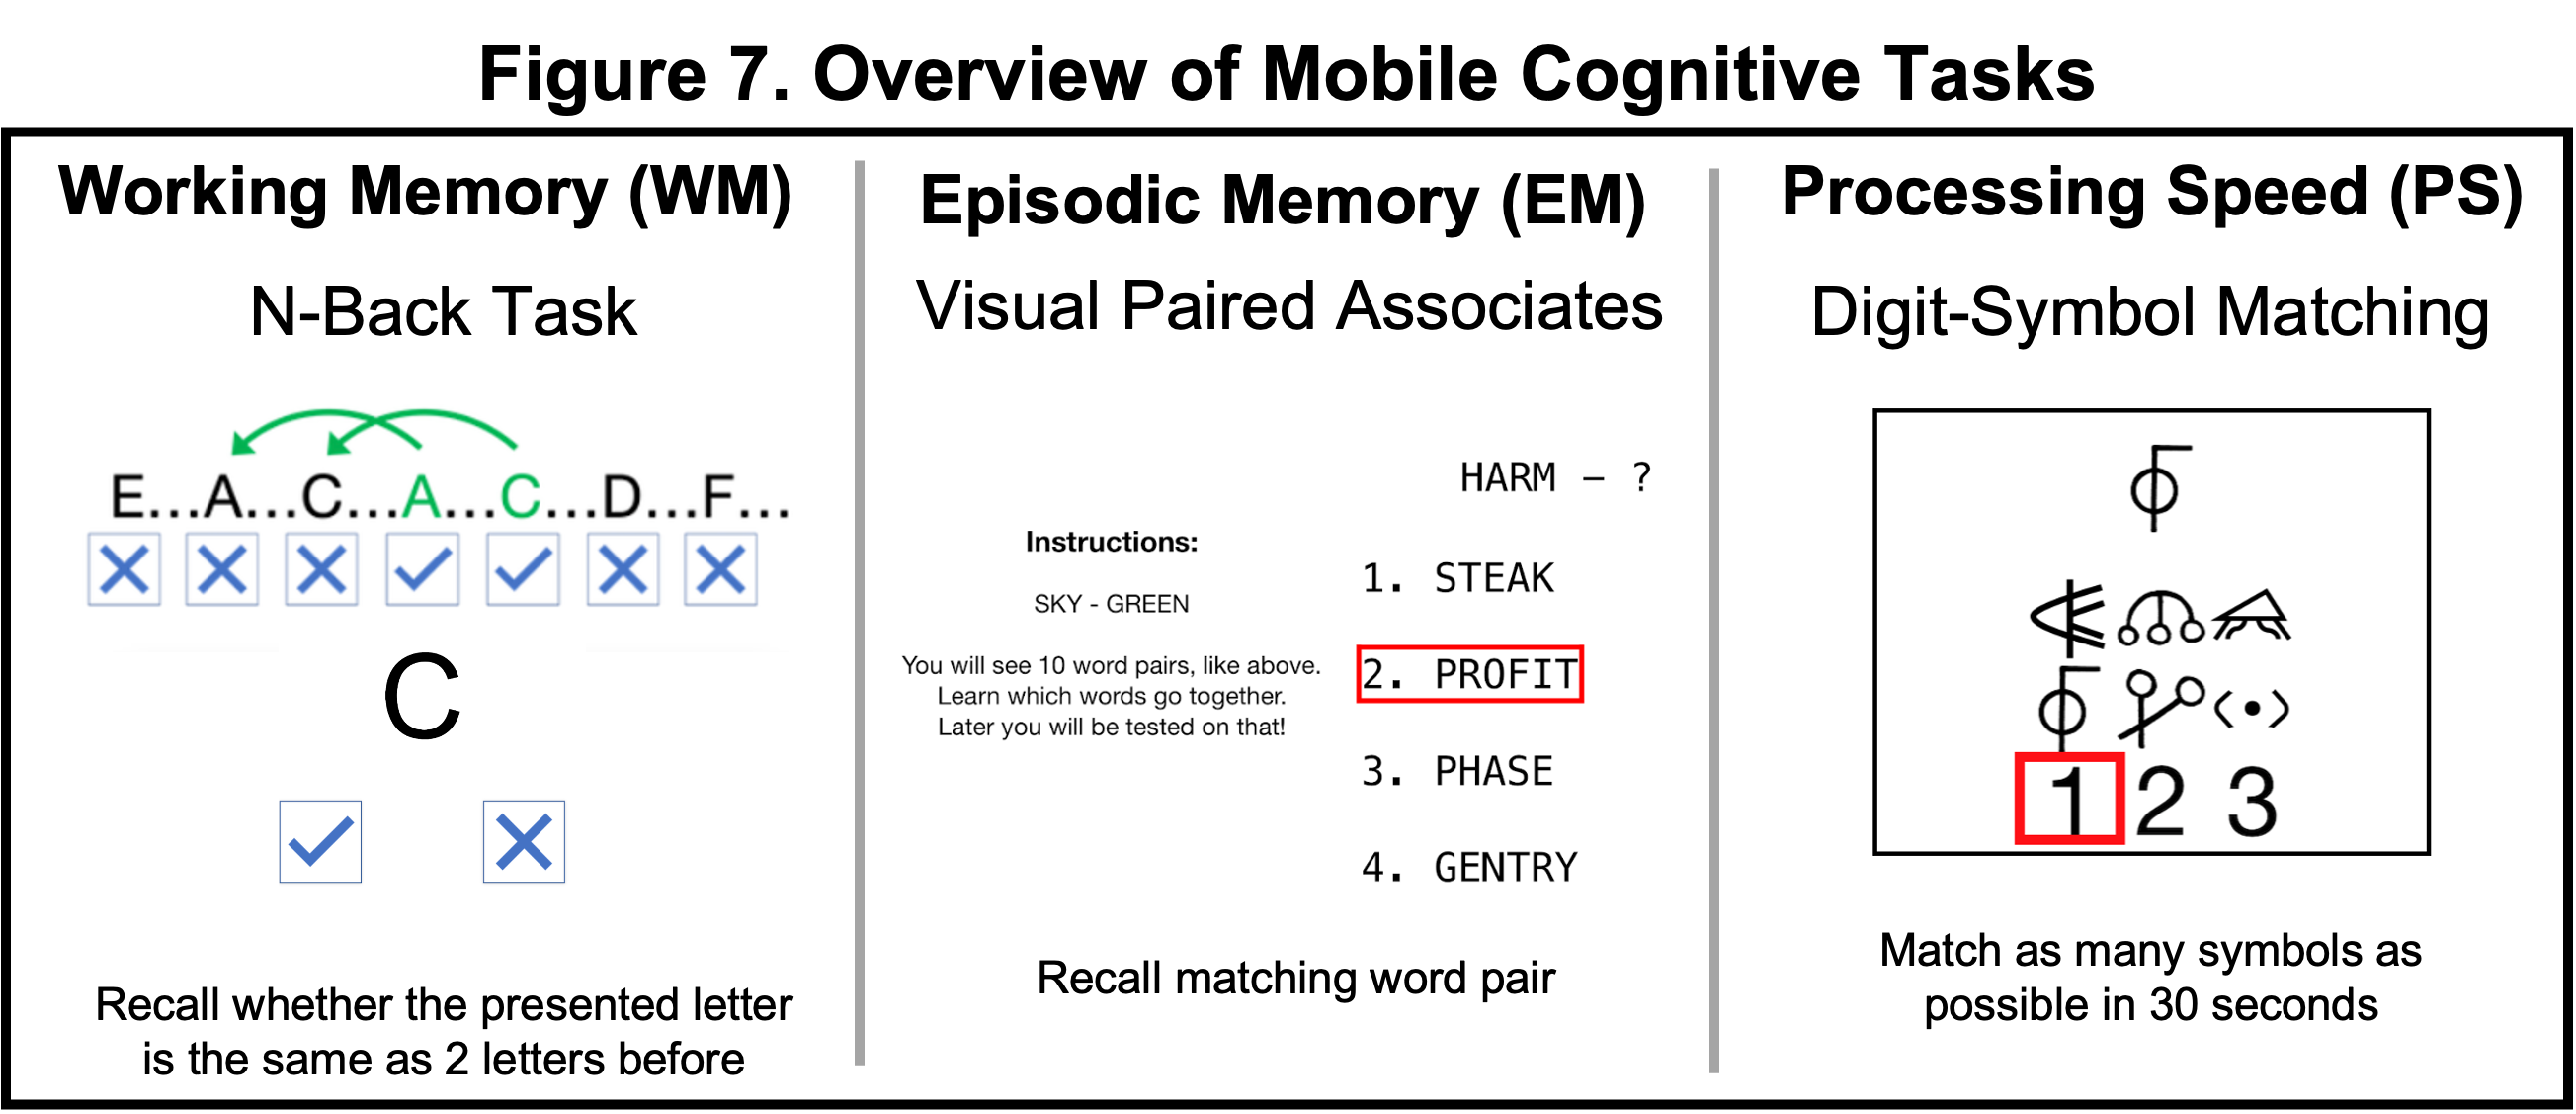 Figure 7. Overview of Mobile Cognitive Tasks
Working Memory (WM)
N-Back Task
E...A...C...A...C...D...F...
C
Recall whether the presented letter
is the same as 2 letters before
Episodic Memory (EM)
Visual Paired Associates
Instructions:
SKY - GREEN
You will see 10 word pairs, like above.
Learn which words go together.
Later you will be tested on that!
HARM – ?
1. STEAK
2. PROFIT
3. PHASE
4. GENTRY
Recall matching word pair
Processing Speed (PS)
Digit-Symbol Matching
1 2 3
Match as many symbols as
possible in 30 seconds